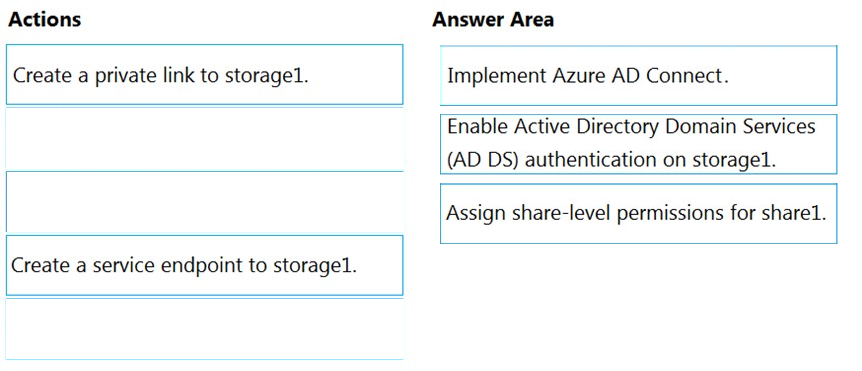 Actions
Create a private link to storage1.
Create a service endpoint to storage1.
Answer Area
Implement Azure AD Connect.
Enable Active Directory Domain Services
(AD DS) authentication on storage1.
Assign share-level permissions for share1.